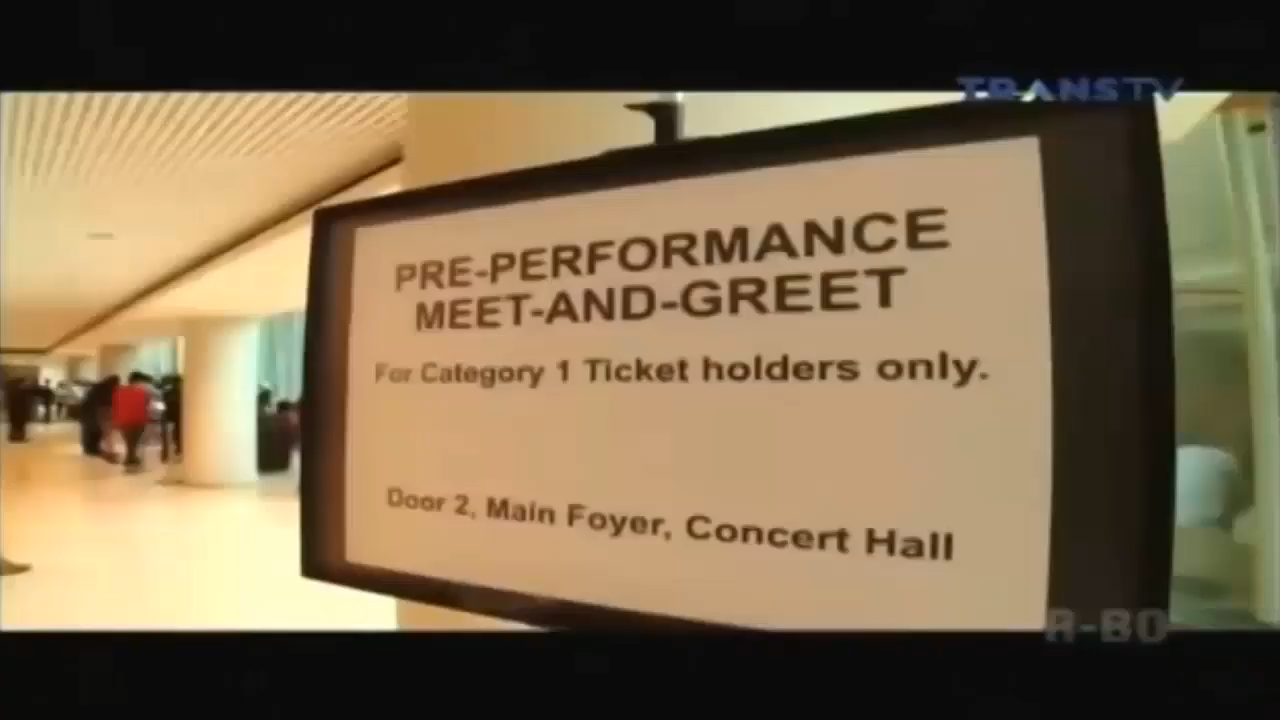 TRANSTV
PRE-PERFORMANCE
MEET-AND-GREET
For Category 1 Ticket holders only.
Door 2, Main Foyer, Concert Hall
R-BO